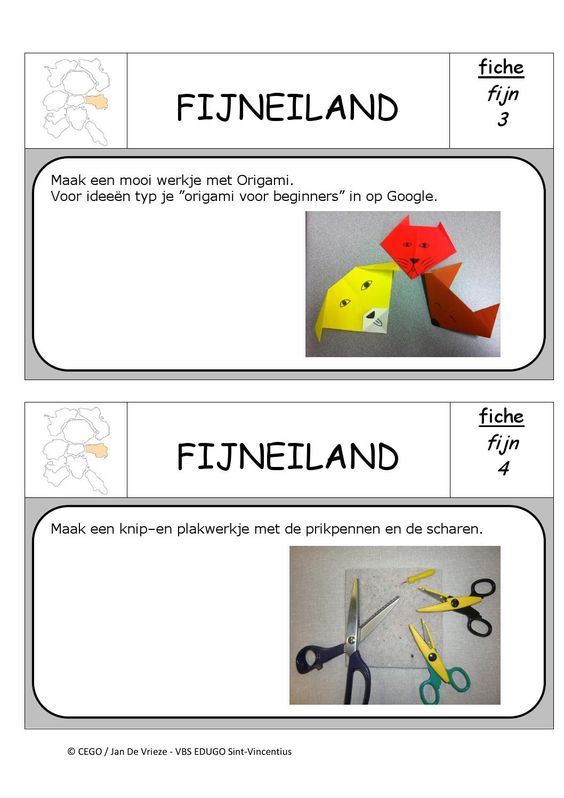 FIJNEILAND
fiche
fijn
3
Maak een mooi werkje met Origami.
Voor ideeën typ je ”origami voor beginners” in op Google.
FIJNEILAND
fiche
fijn
4
Maak een knip–en plakwerkje met de prikpennen en de scharen.
© CEGO / Jan De Vrieze - VBS EDUGO Sint-Vincentius